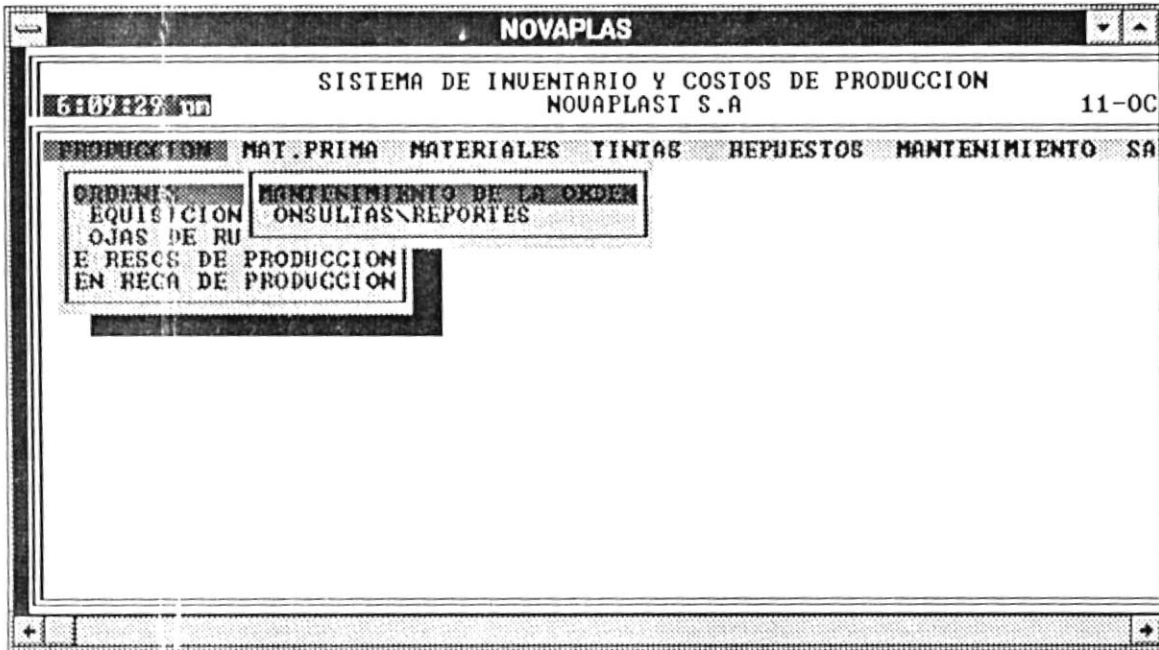 NOVAPLAS
SISTEMA DE INVENTARIO Y COSTOS DE PRODUCCION
6:09:29 pm NOVAPLAST S.A 11-OC
PRODUCCION MAT.PRIMA MATERIALES TINTAS REPUESTOS MANTENIMIENTO SA
ORDENES MANTENIMIENTO DE LA ORDEN
EQUISICION ONSULTAS\REPORTES
OJAS DE RU
E RESOS DE PRODUCCION
EN REGA DE PRODUCCION